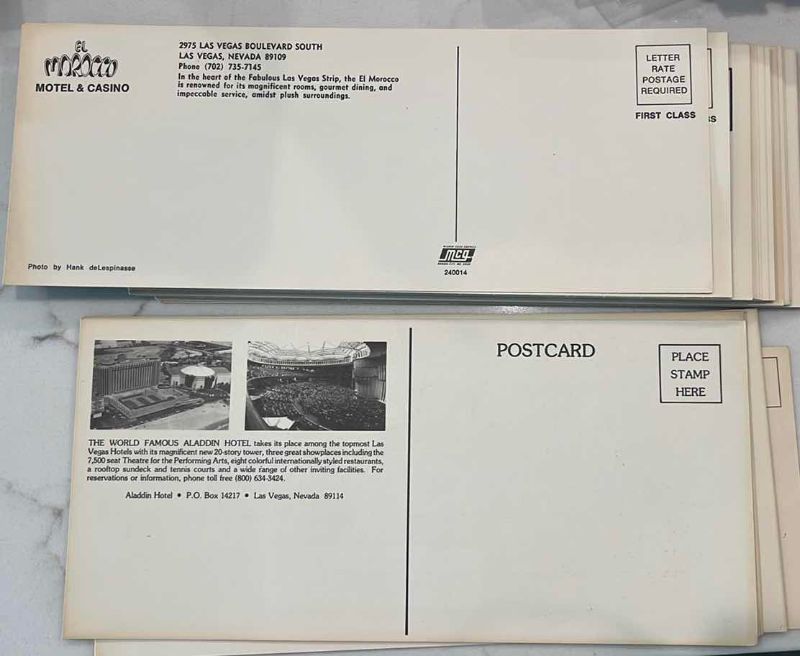 EL
MOROCCO
MOTEL & CASINO
2975 LAS VEGAS BOULEVARD SOUTH
LAS VEGAS, NEVADA 89109
Phone (702) 735-7145
In the heart of the Fabulous Las Vegas Strip, the El Morocco
is renowned for its magnificent rooms, gourmet dining, and
impeccable service, amidst plush surroundings.
LETTER
RATE
POSTAGE
REQUIRED
FIRST CLASS
SS
Photo by Hank deLespinasse
mcg
240014
POSTCARD
PLACE
STAMP
HERE
THE WORLD FAMOUS ALADDIN HOTEL takes its place among the topmost Las
Vegas Hotels with its magnificent new 20-story tower, three great showplaces including the
7,500 seat Theatre for the Performing Arts, eight colorful internationally styled restaurants,
a rooftop sundeck and tennis courts and a wide range of other inviting facilities. For
reservations or information, phone toll free (800) 634-3424.
Aladdin Hotel • P.O. Box 14217 • Las Vegas, Nevada 89114